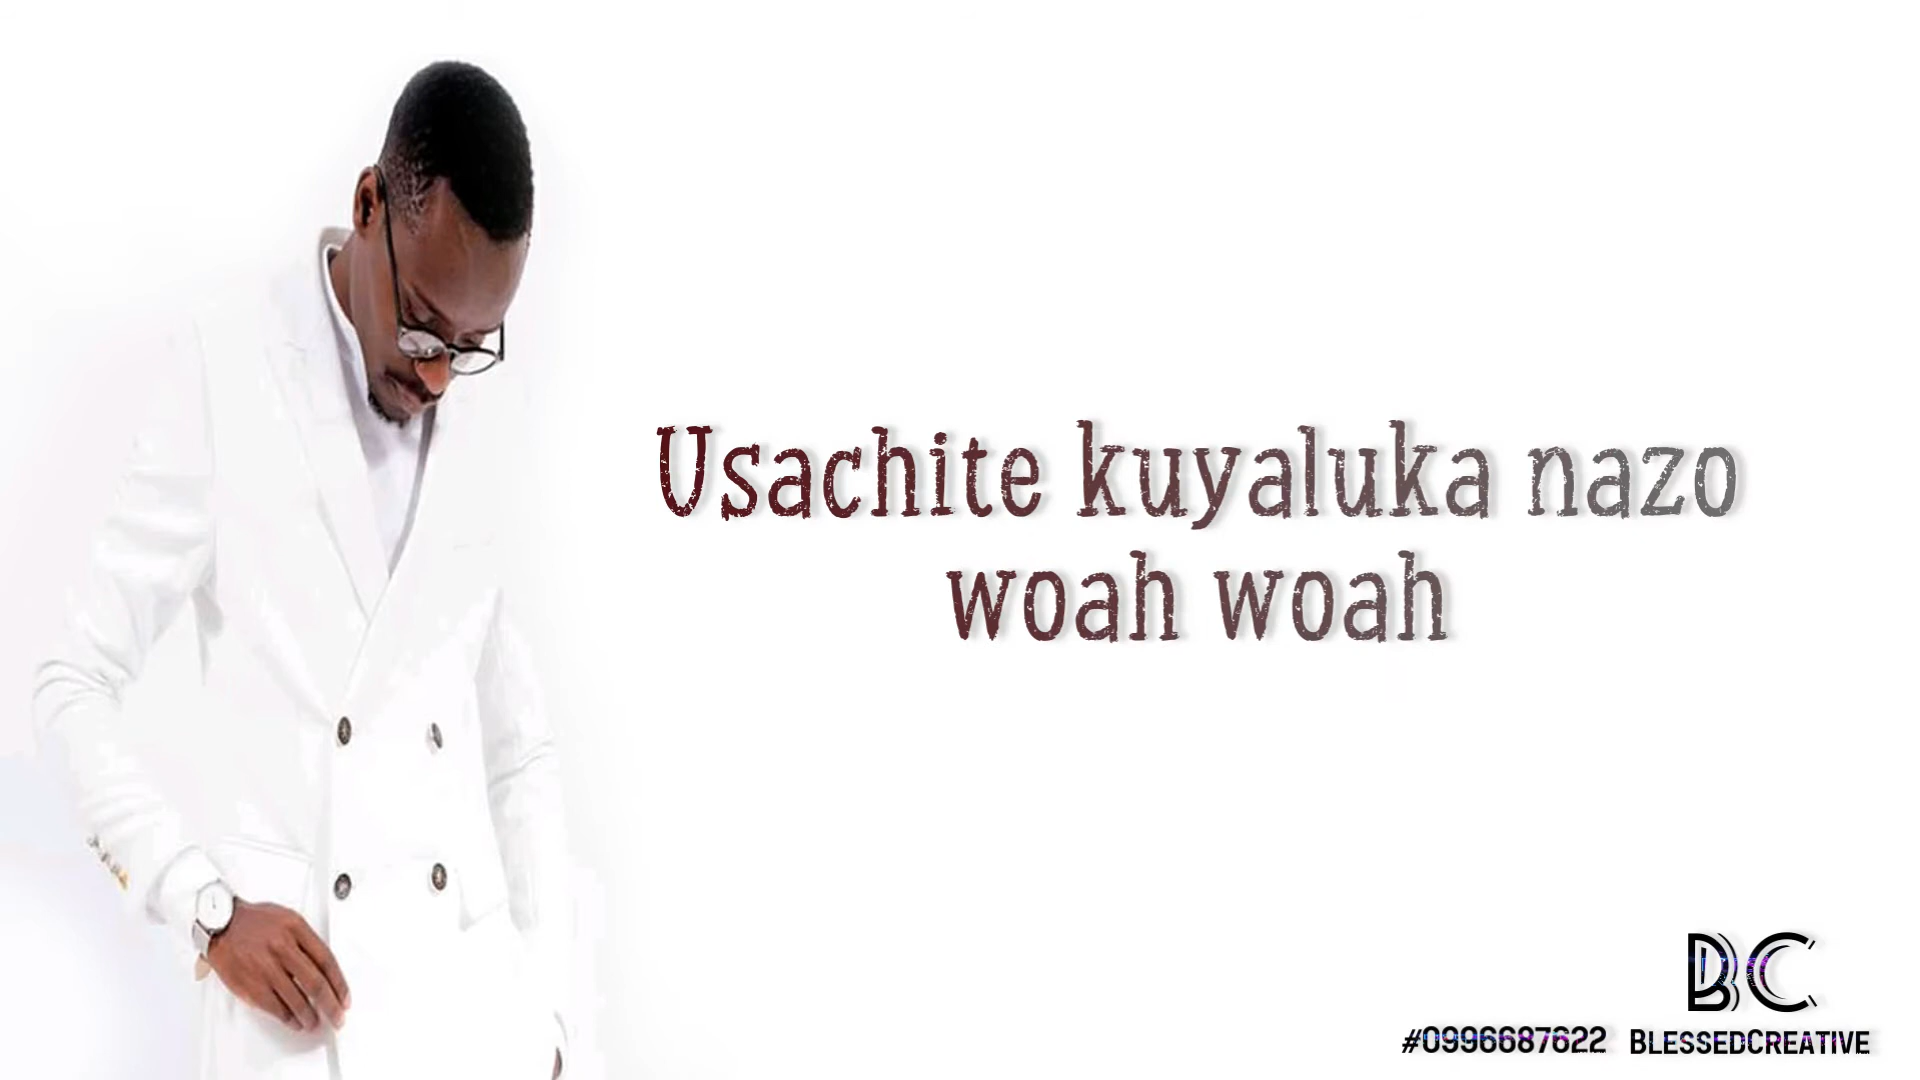 Usachite kuyaluka nazo
woah woah
BC
#0996687622 BLESSEDCREATIVE